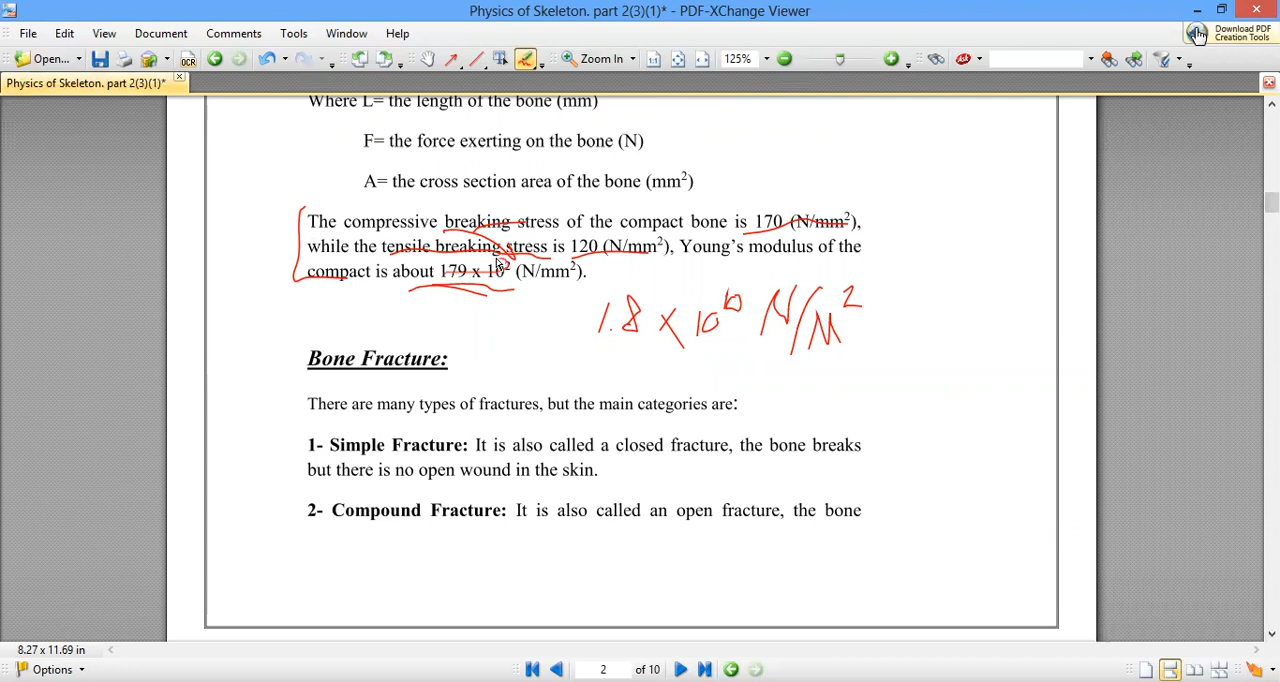 Physics of Skeleton. part 2(3)(1)* - PDF-XChange Viewer
File Edit View Document Comments Tools Window Help
Download PDF Creation Tools
Open... OCR Zoom In 125%
Physics of Skeleton. part 2(3)(1)*
Where L= the length of the bone (mm)
F= the force exerting on the bone (N)
A= the cross section area of the bone (mm²)
The compressive breaking stress of the compact bone is 170 (N/mm²),
while the tensile breaking stress is 120 (N/mm²), Young's modulus of the
compact is about 179 x 10² (N/mm²).
1.8 x 10¹⁰ N/M²
Bone Fracture:
There are many types of fractures, but the main categories are:
1- Simple Fracture: It is also called a closed fracture, the bone breaks
but there is no open wound in the skin.
2- Compound Fracture: It is also called an open fracture, the bone
8.27 x 11.69 in
Options 2 of 10